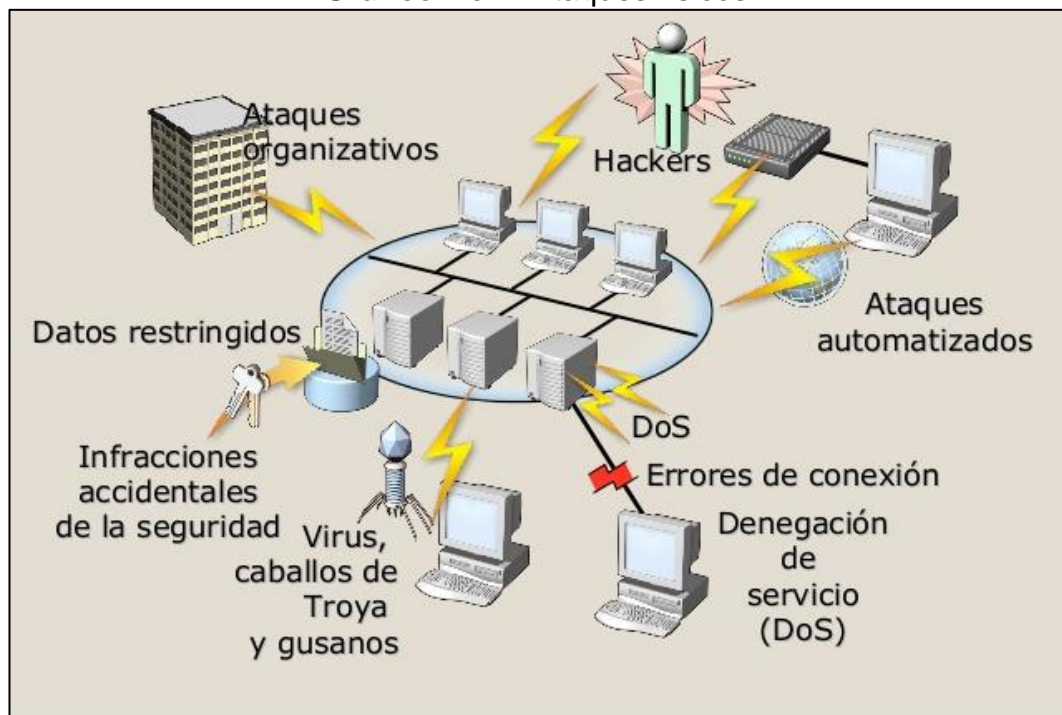 Ataques
organizativos
Hackers
Datos restringidos
Ataques
automatizados
Infracciones
accidentales
de la seguridad
DoS
Errores de conexión
Virus,
caballos de
Troya
y gusanos
Denegación
de
servicio
(DoS)